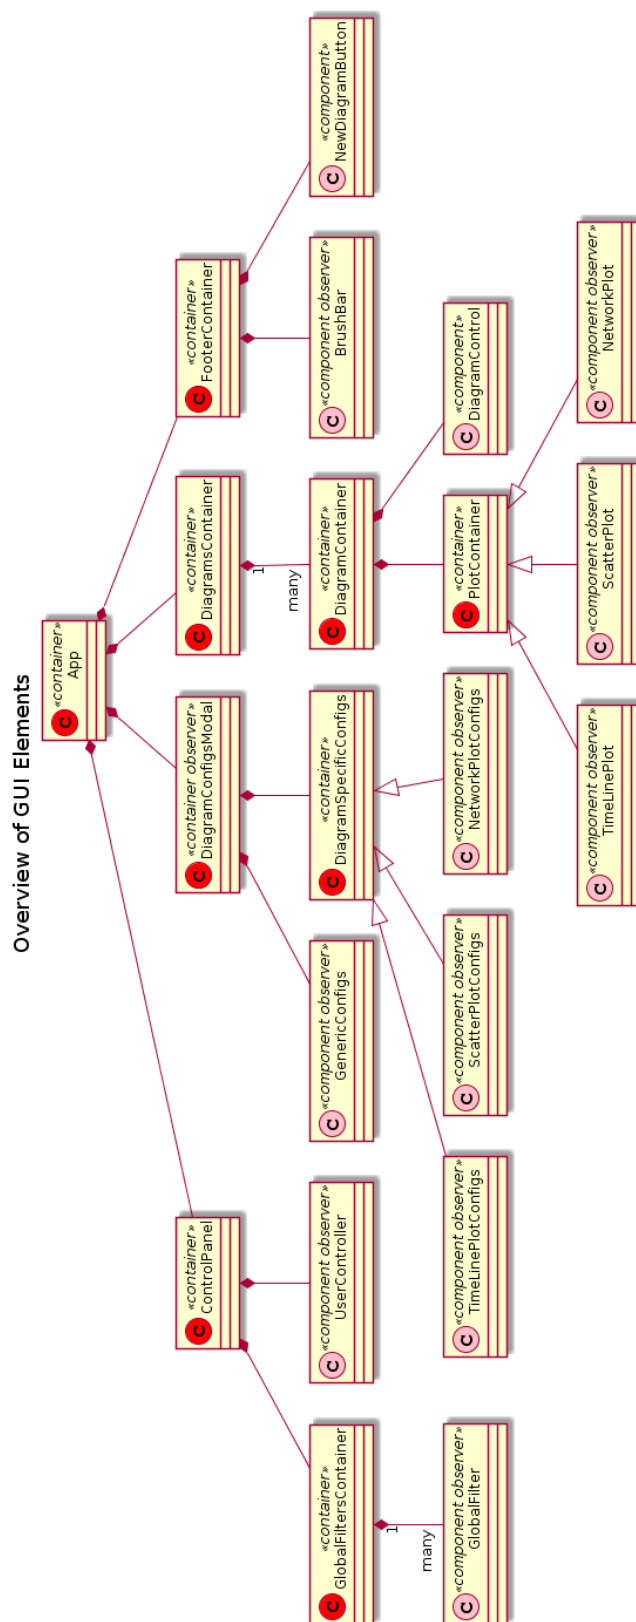 Overview of GUI Elements
C
«container»
App
C
«container»
ControlPanel
C
«container observer»
DiagramConfigsModal
C
«container»
DiagramsContainer
C
«container»
FooterContainer
C
«container»
GlobalFiltersContainer
C
«component observer»
UserController
C
«component observer»
GenericConfigs
C
«container»
DiagramSpecificConfigs
1
many
C
«container»
DiagramContainer
C
«component observer»
BrushBar
C
«component»
NewDiagramButton
1
many
C
«component observer»
GlobalFilter
C
«component observer»
TimeLinePlotConfigs
C
«component observer»
ScatterPlotConfigs
C
«component observer»
NetworkPlotConfigs
C
«container»
PlotContainer
C
«component»
DiagramControl
C
«component observer»
TimeLinePlot
C
«component observer»
ScatterPlot
C
«component observer»
NetworkPlot